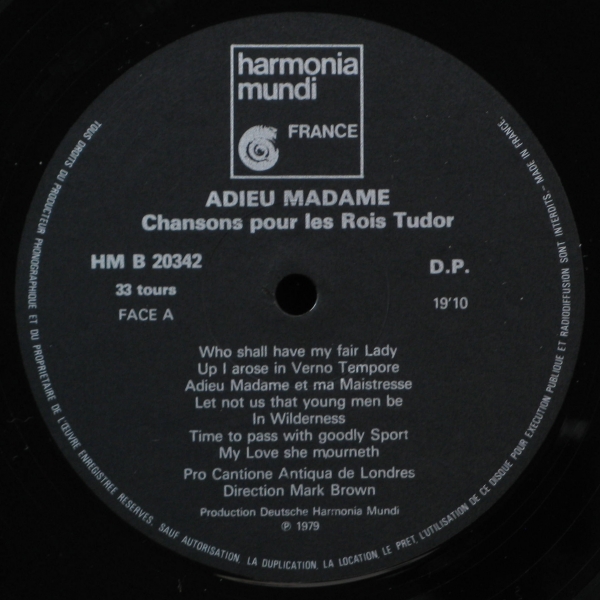 harmonia
mundi
FRANCE
ADIEU MADAME
Chansons pour les Rois Tudor
HM B 20342
D.P.
33 tours
19'10
FACE A
Who shall have my fair Lady
Up I arose in Verno Tempore
Adieu Madame et ma Maistresse
Let not us that young men be
In Wilderness
Time to pass with goodly Sport
My Love she mourneth
Pro Cantione Antiqua de Londres
Direction Mark Brown
Production Deutsche Harmonia Mundi
℗ 1979
TOUS DROITS DU PRODUCTEUR PHONOGRAPHIQUE ET DU PROPRIETAIRE DE L'ŒUVRE ENREGISTREE RESERVES. SAUF AUTORISATION, LA DUPLICATION, LA LOCATION, LE PRET, L'UTILISATION DE CE DISQUE POUR EXECUTION PUBLIQUE ET RADIODIFFUSION SONT INTERDITS. - MADE IN FRANCE.